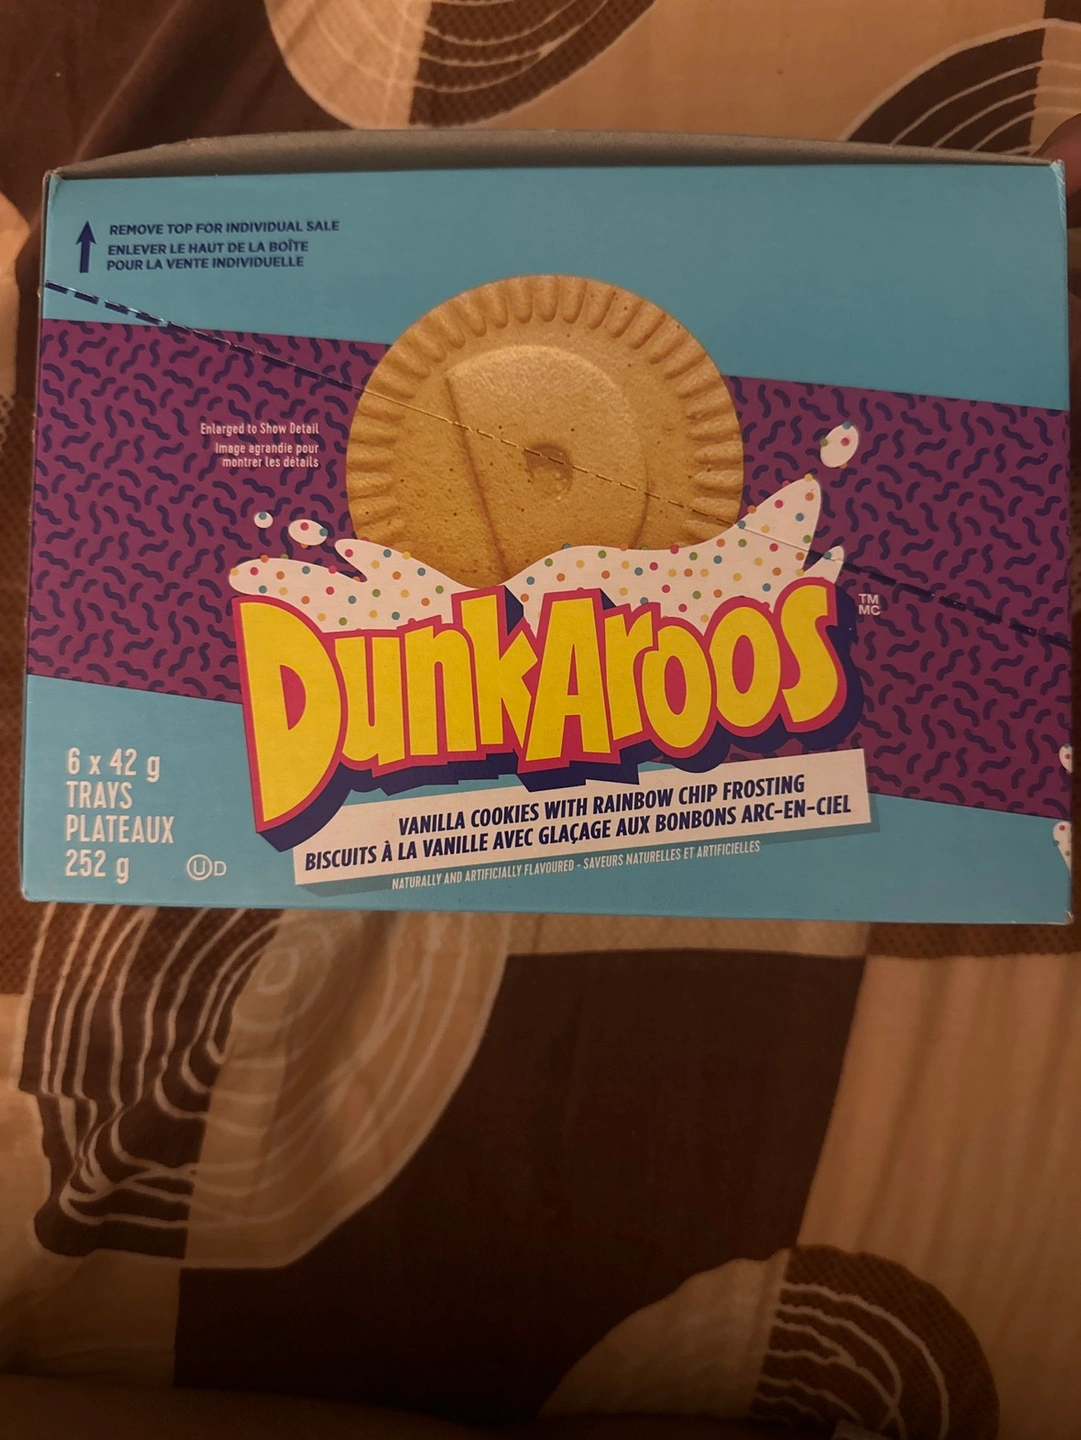 REMOVE TOP FOR INDIVIDUAL SALE
ENLEVER LE HAUT DE LA BOÎTE
POUR LA VENTE INDIVIDUELLE
Enlarged to Show Detail
Image agrandie pour
montrer les détails
DunkAroos
TM
MC
6 x 42 g
TRAYS
PLATEAUX
252 g
U D
VANILLA COOKIES WITH RAINBOW CHIP FROSTING
BISCUITS À LA VANILLE AVEC GLAÇAGE AUX BONBONS ARC-EN-CIEL
NATURALLY AND ARTIFICIALLY FLAVOURED - SAVEURS NATURELLES ET ARTIFICIELLES